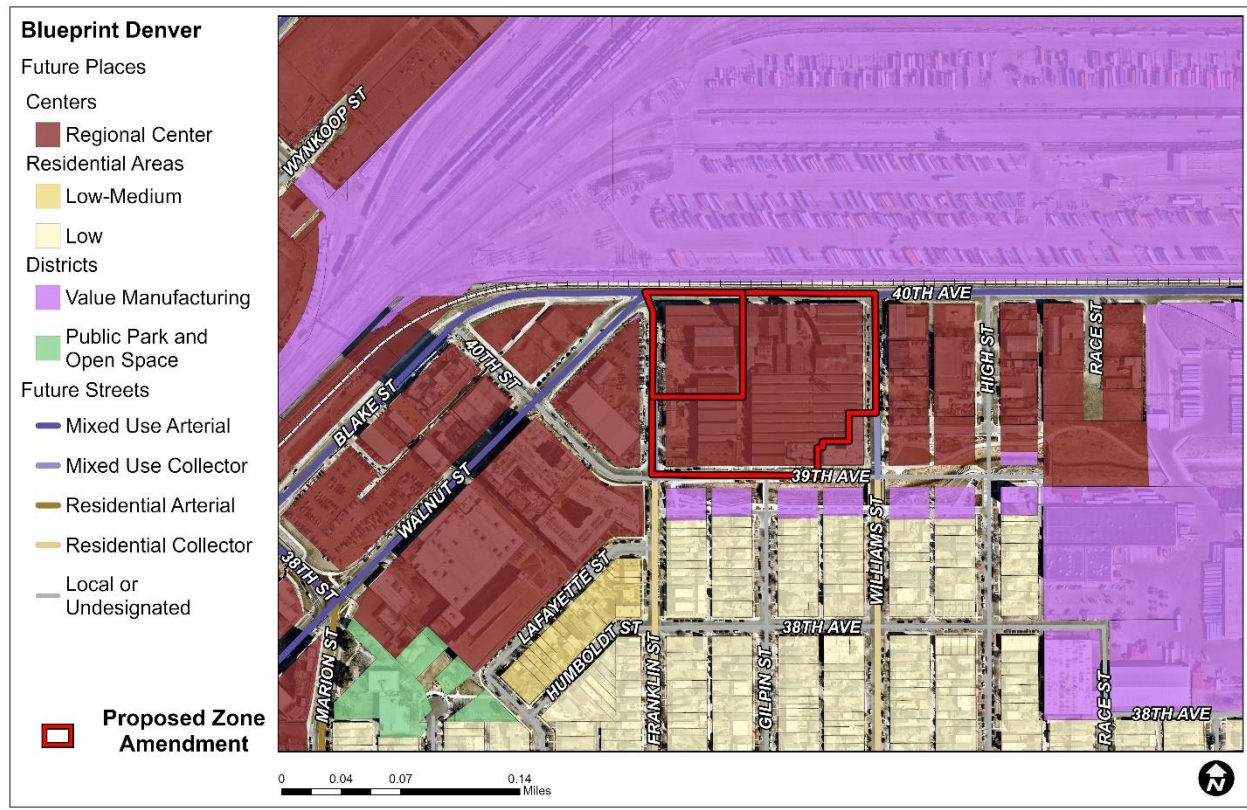 Blueprint Denver
Future Places
Centers
Regional Center
Residential Areas
Low-Medium
Low
Districts
Value Manufacturing
Public Park and
Open Space
Future Streets
Mixed Use Arterial
Mixed Use Collector
Residential Arterial
Residential Collector
Local or
Undesignated
Proposed Zone
Amendment
WYNKOOP ST
40TH AVE
BLAKE ST
40TH ST
HIGH ST
RACE ST
WALNUT ST
39TH AVE
38TH ST
MARION ST
LAFAYETTE ST
HUMBOLDT ST
FRANKLIN ST
GILPIN ST
WILLIAMS ST
38TH AVE
RACE ST
38TH AVE
0 0.04 0.07 0.14
Miles
N